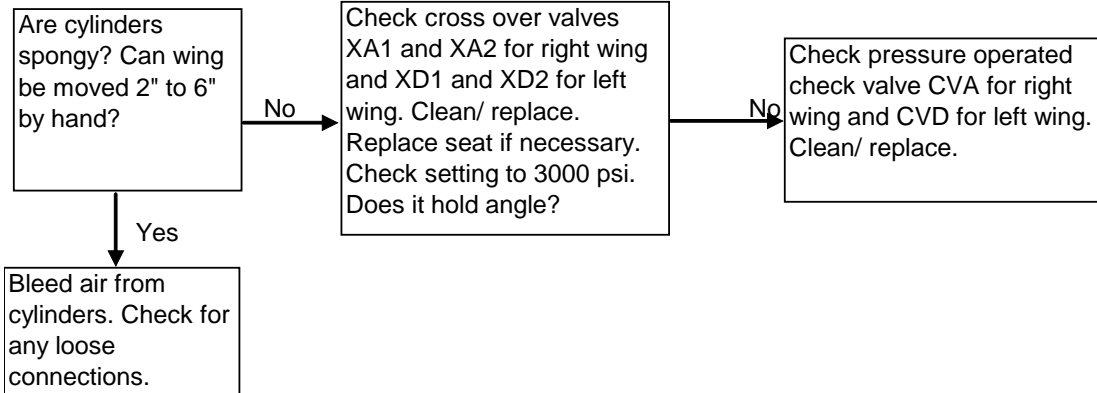 Are cylinders
spongy? Can wing
be moved 2" to 6"
by hand?
No
Check cross over valves
XA1 and XA2 for right wing
and XD1 and XD2 for left
wing. Clean/ replace.
Replace seat if necessary.
Check setting to 3000 psi.
Does it hold angle?
No
Check pressure operated
check valve CVA for right
wing and CVD for left wing.
Clean/ replace.
Yes
Bleed air from
cylinders. Check for
any loose
connections.